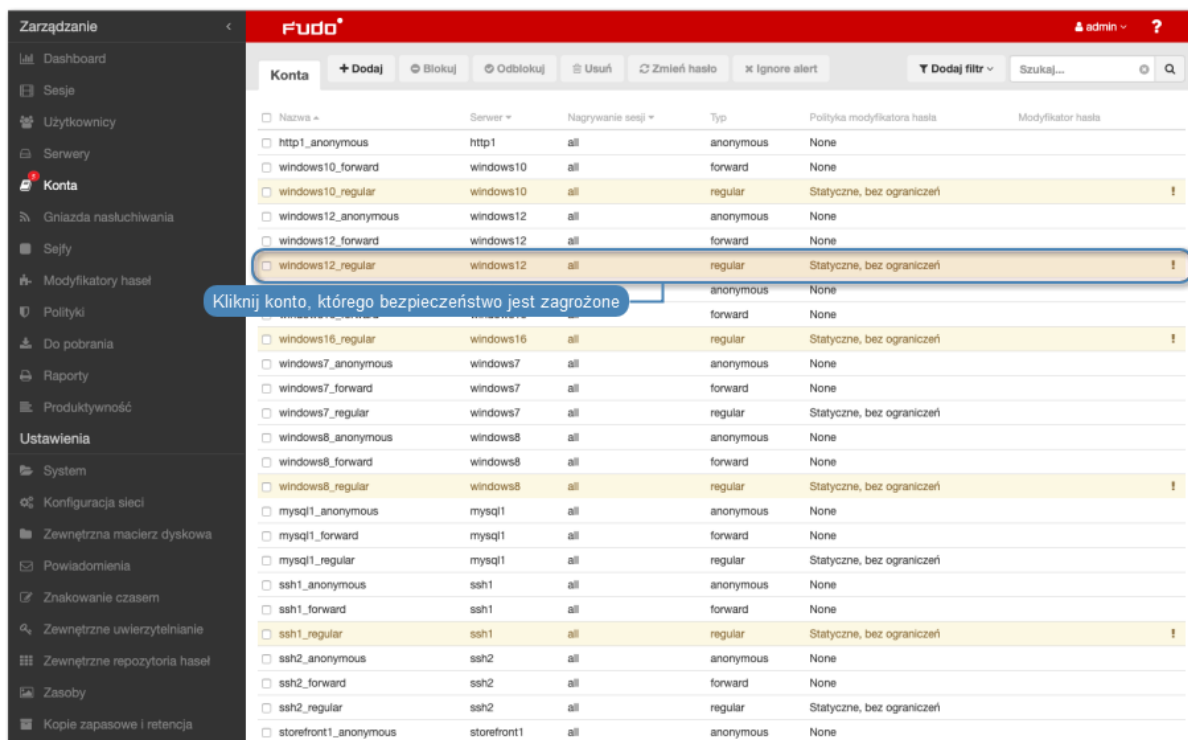 Zarządzanie
Dashboard
Sesje
Użytkownicy
Serwery
Konta
Gniazda nasłuchiwania
Sejfy
Modyfikatory haseł
Polityki
Do pobrania
Raporty
Produktywność
Ustawienia
System
Konfiguracja sieci
Zewnętrzna macierz dyskowa
Powiadomienia
Znakowanie czasem
Zewnętrzne uwierzytelnianie
Zewnętrzne repozytoria haseł
Zasoby
Kopie zapasowe i retencja
FUDO
admin ?
Konta + Dodaj Blokuj Odblokuj Usuń Zmień hasło Ignore alert Dodaj filtr Szukaj...
Nazwa Serwer Nagrywanie sesji Typ Polityka modyfikatora hasła Modyfikator hasła
http1_anonymous http1 all anonymous None
windows10_forward windows10 all forward None
windows10_regular windows10 all regular Statyczne, bez ograniczeń !
windows12_anonymous windows12 all anonymous None
windows12_forward windows12 all forward None
windows12_regular windows12 all regular Statyczne, bez ograniczeń !
Kliknij konto, którego bezpieczeństwo jest zagrożone
anonymous None
forward None
windows16_regular windows16 all regular Statyczne, bez ograniczeń !
windows7_anonymous windows7 all anonymous None
windows7_forward windows7 all forward None
windows7_regular windows7 all regular Statyczne, bez ograniczeń
windows8_anonymous windows8 all anonymous None
windows8_forward windows8 all forward None
windows8_regular windows8 all regular Statyczne, bez ograniczeń !
mysql1_anonymous mysql1 all anonymous None
mysql1_forward mysql1 all forward None
mysql1_regular mysql1 all regular Statyczne, bez ograniczeń
ssh1_anonymous ssh1 all anonymous None
ssh1_forward ssh1 all forward None
ssh1_regular ssh1 all regular Statyczne, bez ograniczeń !
ssh2_anonymous ssh2 all anonymous None
ssh2_forward ssh2 all forward None
ssh2_regular ssh2 all regular Statyczne, bez ograniczeń
storefront1_anonymous storefront1 all anonymous None